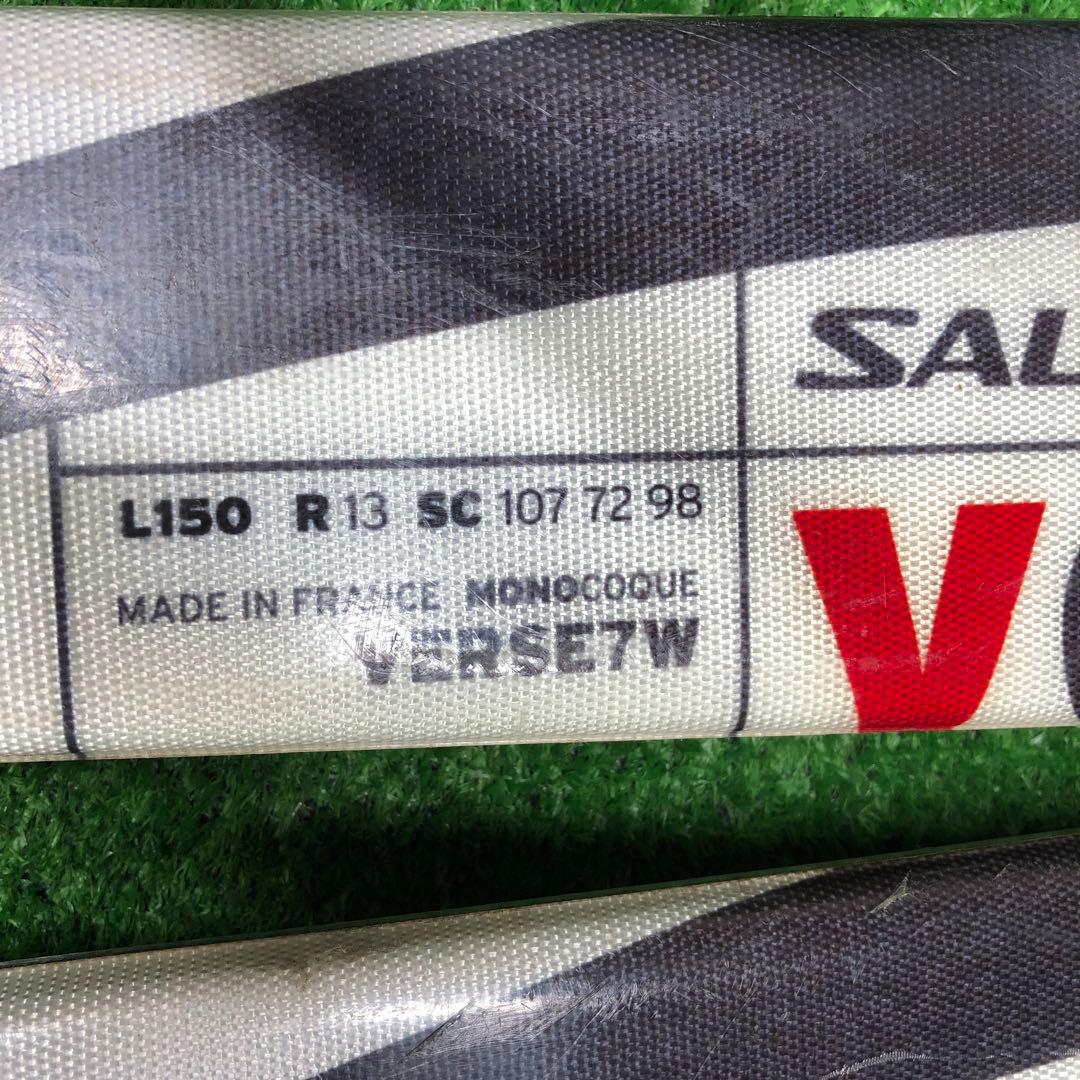 SAL
L150 R 13 SC 107 72 98
MADE IN FRANCE MONOCOQUE
VERSE7W
V